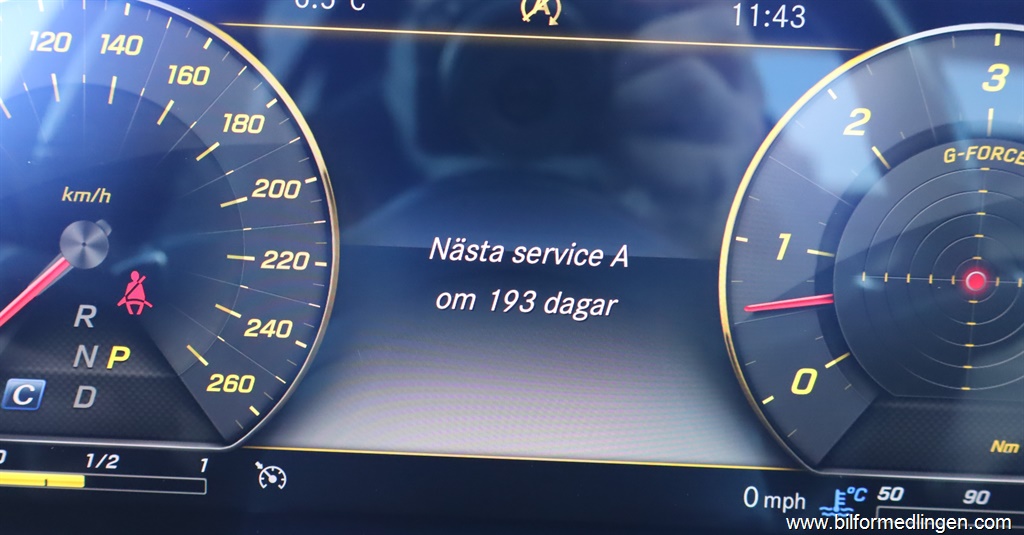 °C
11:43
120
140
160
180
200
220
240
260
km/h
R
N P
D
C
Nästa service A
om 193 dagar
3
2
1
0
G-FORCE
Nm
1/2
1
0 mph
°C
50
90
www.bilformedlingen.com